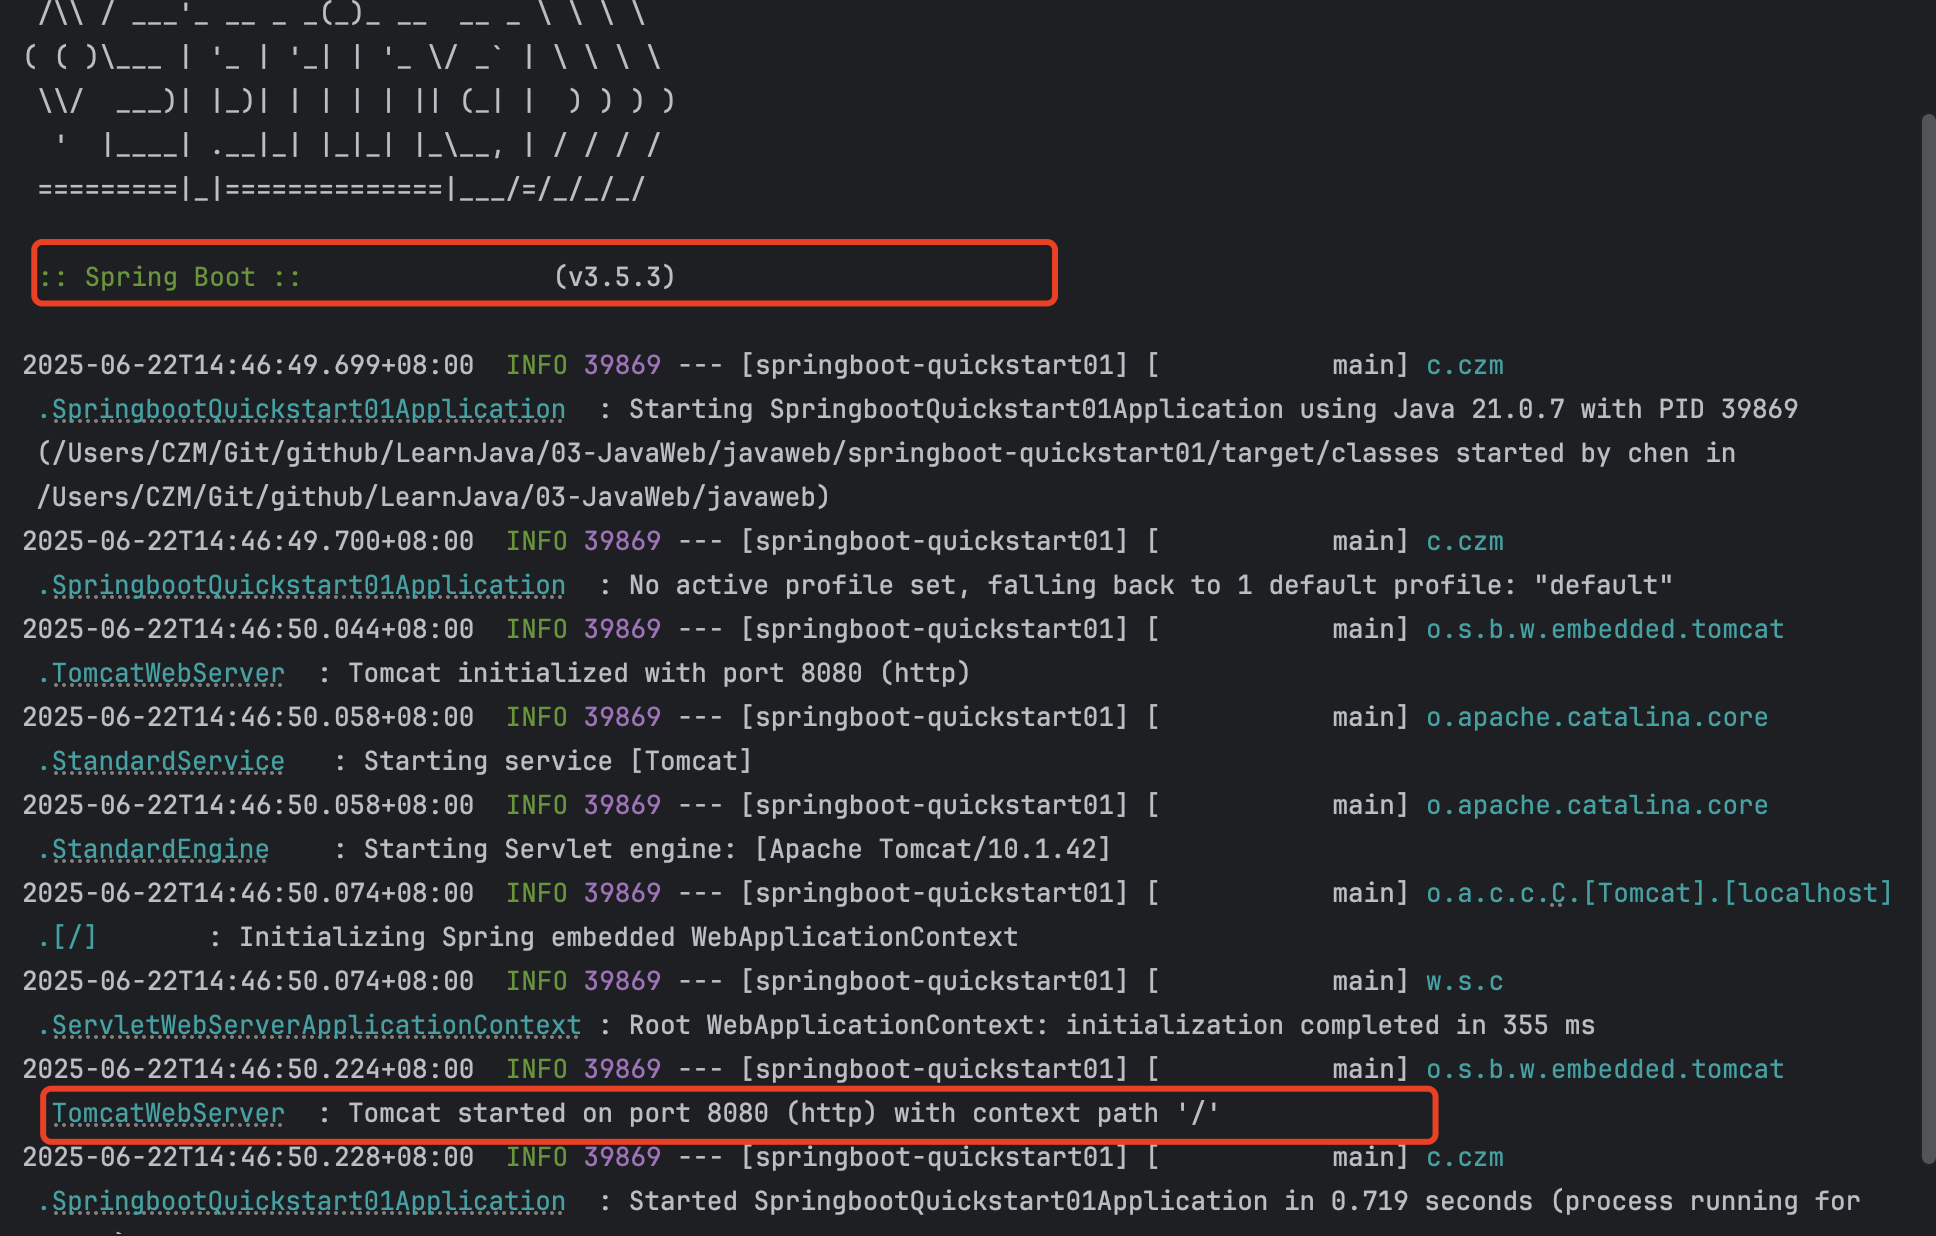 /\\ / ___'_ __ _ _(_)_ __  __ _ \ \ \ \
( ( )\___ | '_ | '_| | '_ \/ _` | \ \ \ \
 \\/  ___)| |_)| | | | | || (_| |  ) ) ) )
  '  |____| .__|_| |_|_| |_\__, | / / / /
 =========|_|==============|___/=/_/_/_/
:: Spring Boot ::                (v3.5.3)
2025-06-22T14:46:49.699+08:00  INFO 39869 --- [springboot-quickstart01] [           main] c.czm
.SpringbootQuickstart01Application  : Starting SpringbootQuickstart01Application using Java 21.0.7 with PID 39869
(/Users/CZM/Git/github/LearnJava/03-JavaWeb/javaweb/springboot-quickstart01/target/classes started by chen in
/Users/CZM/Git/github/LearnJava/03-JavaWeb/javaweb)
2025-06-22T14:46:49.700+08:00  INFO 39869 --- [springboot-quickstart01] [           main] c.czm
.SpringbootQuickstart01Application  : No active profile set, falling back to 1 default profile: "default"
2025-06-22T14:46:50.044+08:00  INFO 39869 --- [springboot-quickstart01] [           main] o.s.b.w.embedded.tomcat
.TomcatWebServer  : Tomcat initialized with port 8080 (http)
2025-06-22T14:46:50.058+08:00  INFO 39869 --- [springboot-quickstart01] [           main] o.apache.catalina.core
.StandardService   : Starting service [Tomcat]
2025-06-22T14:46:50.058+08:00  INFO 39869 --- [springboot-quickstart01] [           main] o.apache.catalina.core
.StandardEngine    : Starting Servlet engine: [Apache Tomcat/10.1.42]
2025-06-22T14:46:50.074+08:00  INFO 39869 --- [springboot-quickstart01] [           main] o.a.c.c.C.[Tomcat].[localhost]
.[/]       : Initializing Spring embedded WebApplicationContext
2025-06-22T14:46:50.074+08:00  INFO 39869 --- [springboot-quickstart01] [           main] w.s.c
.ServletWebServerApplicationContext : Root WebApplicationContext: initialization completed in 355 ms
2025-06-22T14:46:50.224+08:00  INFO 39869 --- [springboot-quickstart01] [           main] o.s.b.w.embedded.tomcat
TomcatWebServer  : Tomcat started on port 8080 (http) with context path '/'
2025-06-22T14:46:50.228+08:00  INFO 39869 --- [springboot-quickstart01] [           main] c.czm
.SpringbootQuickstart01Application  : Started SpringbootQuickstart01Application in 0.719 seconds (process running for